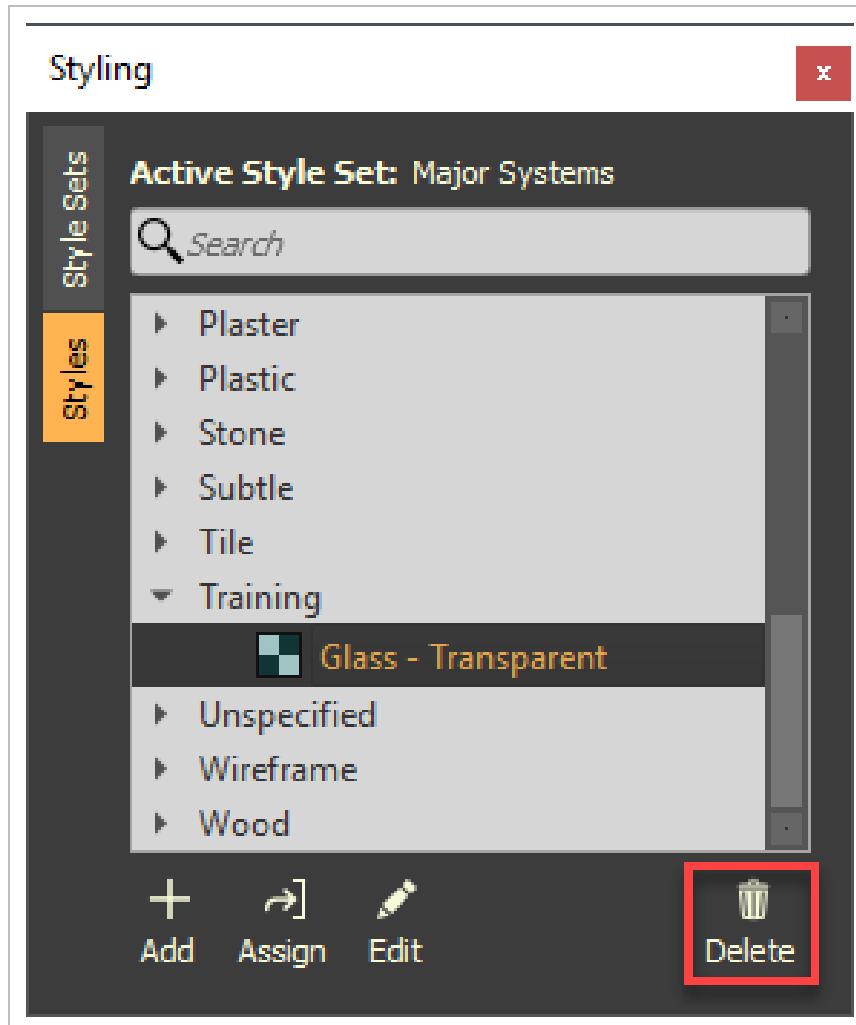 Styling
x
Style Sets
Styles
Active Style Set: Major Systems
Search
Plaster
Plastic
Stone
Subtle
Tile
Training
Glass - Transparent
Unspecified
Wireframe
Wood
Add Assign Edit Delete